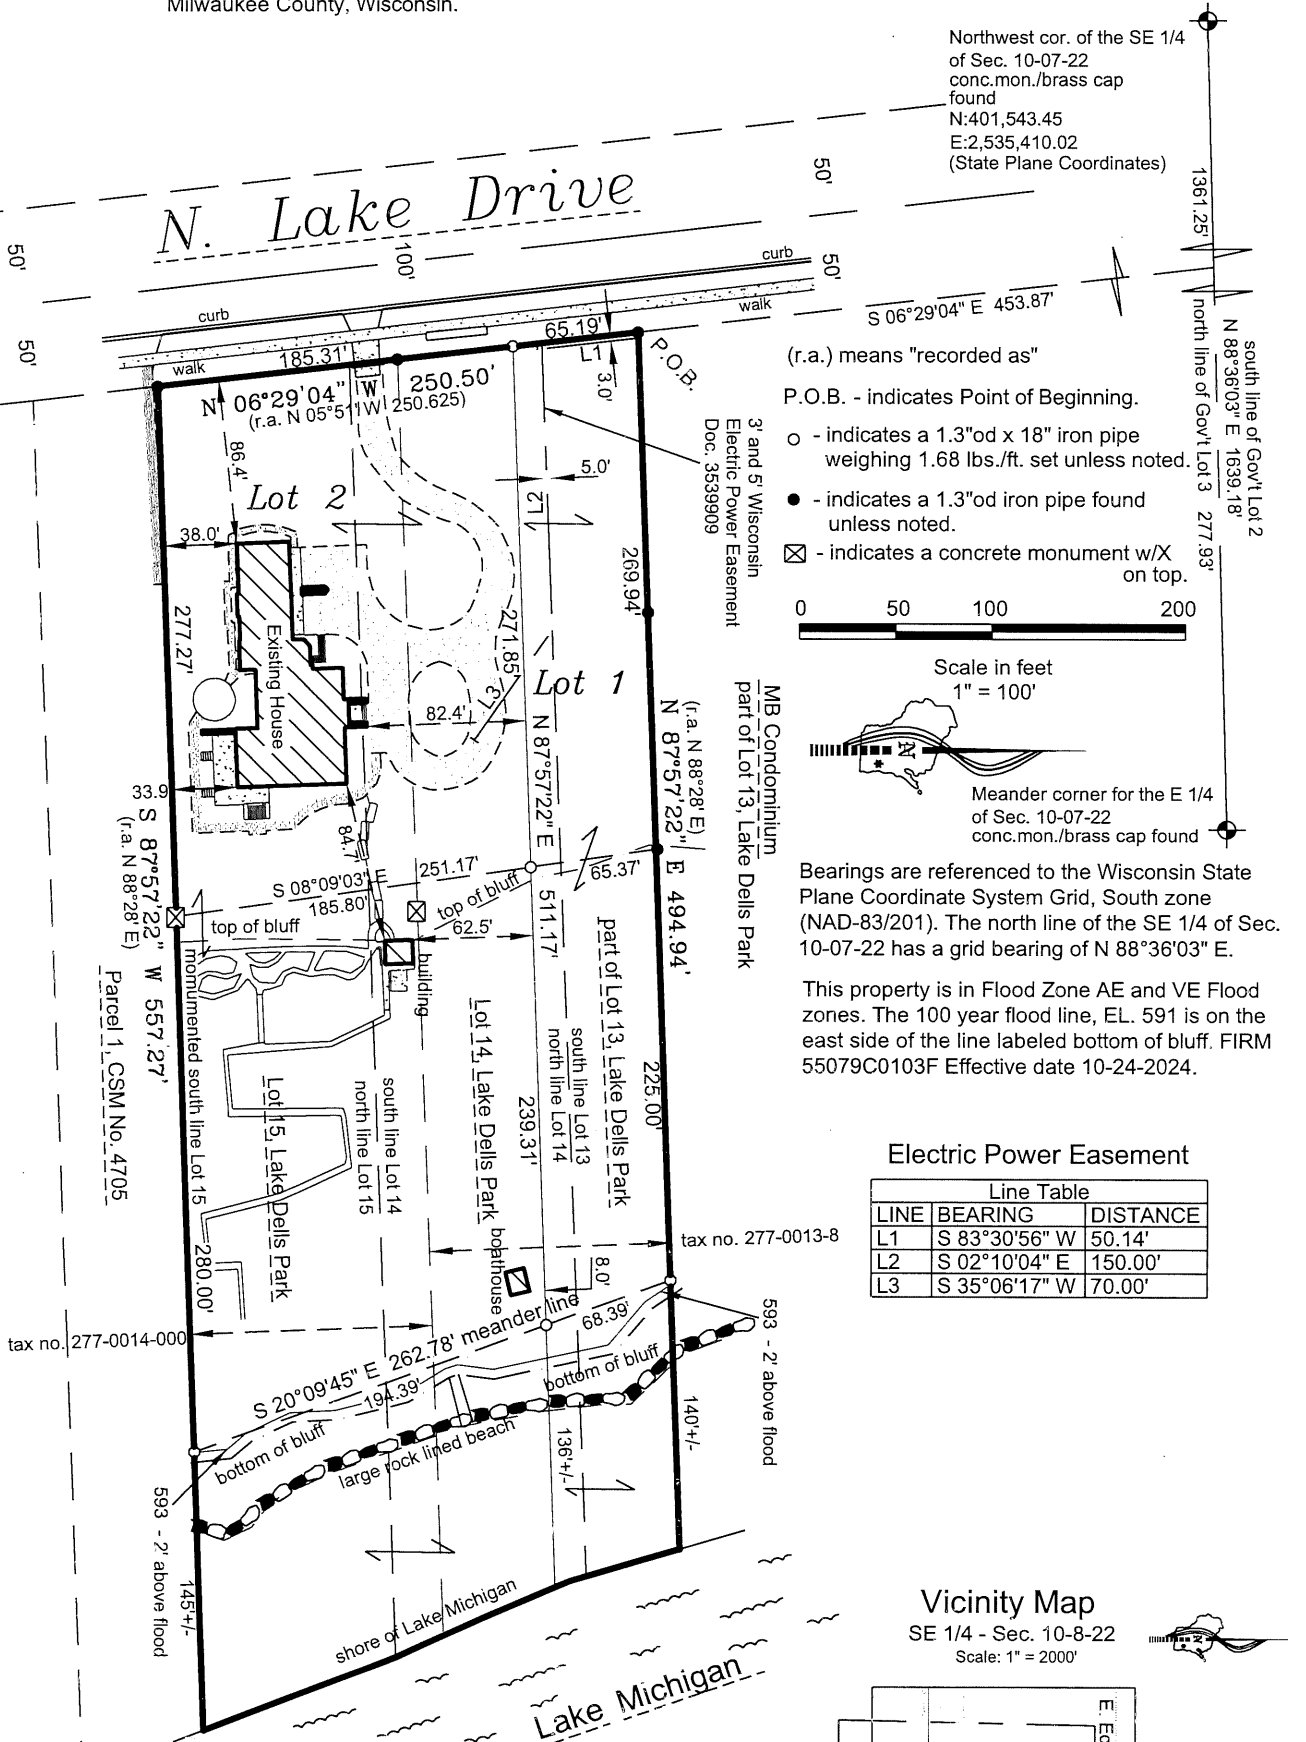 Milwaukee County, Wisconsin.
Northwest cor. of the SE 1/4
of Sec. 10-07-22
conc.mon./brass cap
found
N:401,543.45
E:2,535,410.02
(State Plane Coordinates)
1361.25'
N. Lake Drive
50'
50'
100'
50'
50'
curb
curb
walk
walk
S 06°29'04" E 453.87'
185.31'
65.19'
L1
3.0'
P.O.B.
N 06°29'04" W 250.50'
(r.a. N 05°51' W 250.625)
86.4'
Lot 2
38.0'
5.0'
L2
3' and 5' Wisconsin
Electric Power Easement
Doc. 3539909
269.94'
277.27'
Existing House
271.85'
Lot 1
L3
82.4'
N 87°57'22" E
511.17'
(r.a. N 88°28' E)
N 87°57'22" E 494.94'
MB Condominium
part of Lot 13, Lake Dells Park
33.9
S 87°57'22" W 557.27'
(r.a. N 88°28' E)
84.7'
S 08°09'03" E 251.17'
185.80'
65.37'
top of bluff
top of bluff
62.5'
building
Parcel 1, CSM No. 4705
momumented south line Lot 15
Lot 15, Lake Dells Park
south line Lot 14
north line Lot 15
Lot 14, Lake Dells Park
south line Lot 13
north line Lot 14
part of Lot 13, Lake Dells Park
239.31'
225.00'
280.00'
boathouse
8.0'
tax no. 277-0013-8
tax no. 277-0014-000
S 20°09'45" E 262.78' meander line
194.39'
68.39'
bottom of bluff
bottom of bluff
large rock lined beach
593 - 2' above flood
593 - 2' above flood
140'+/-
136'+/-
145'+/-
shore of Lake Michigan
Lake Michigan
(r.a.) means "recorded as"
P.O.B. - indicates Point of Beginning.
- indicates a 1.3"od x 18" iron pipe
weighing 1.68 lbs./ft. set unless noted.
- indicates a 1.3"od iron pipe found
unless noted.
- indicates a concrete monument w/X
on top.
0 50 100 200
Scale in feet
1" = 100'
N
south line of Gov't Lot 2
N 88°36'03" E 1639.18'
north line of Gov't Lot 3 277.93'
Meander corner for the E 1/4
of Sec. 10-07-22
conc.mon./brass cap found
Bearings are referenced to the Wisconsin State
Plane Coordinate System Grid, South zone
(NAD-83/201). The north line of the SE 1/4 of Sec.
10-07-22 has a grid bearing of N 88°36'03" E.
This property is in Flood Zone AE and VE Flood
zones. The 100 year flood line, EL. 591 is on the
east side of the line labeled bottom of bluff. FIRM
55079C0103F Effective date 10-24-2024.
Electric Power Easement
Line Table
LINE BEARING DISTANCE
L1 S 83°30'56" W 50.14'
L2 S 02°10'04" E 150.00'
L3 S 35°06'17" W 70.00'
Vicinity Map
SE 1/4 - Sec. 10-8-22
Scale: 1" = 2000'
N